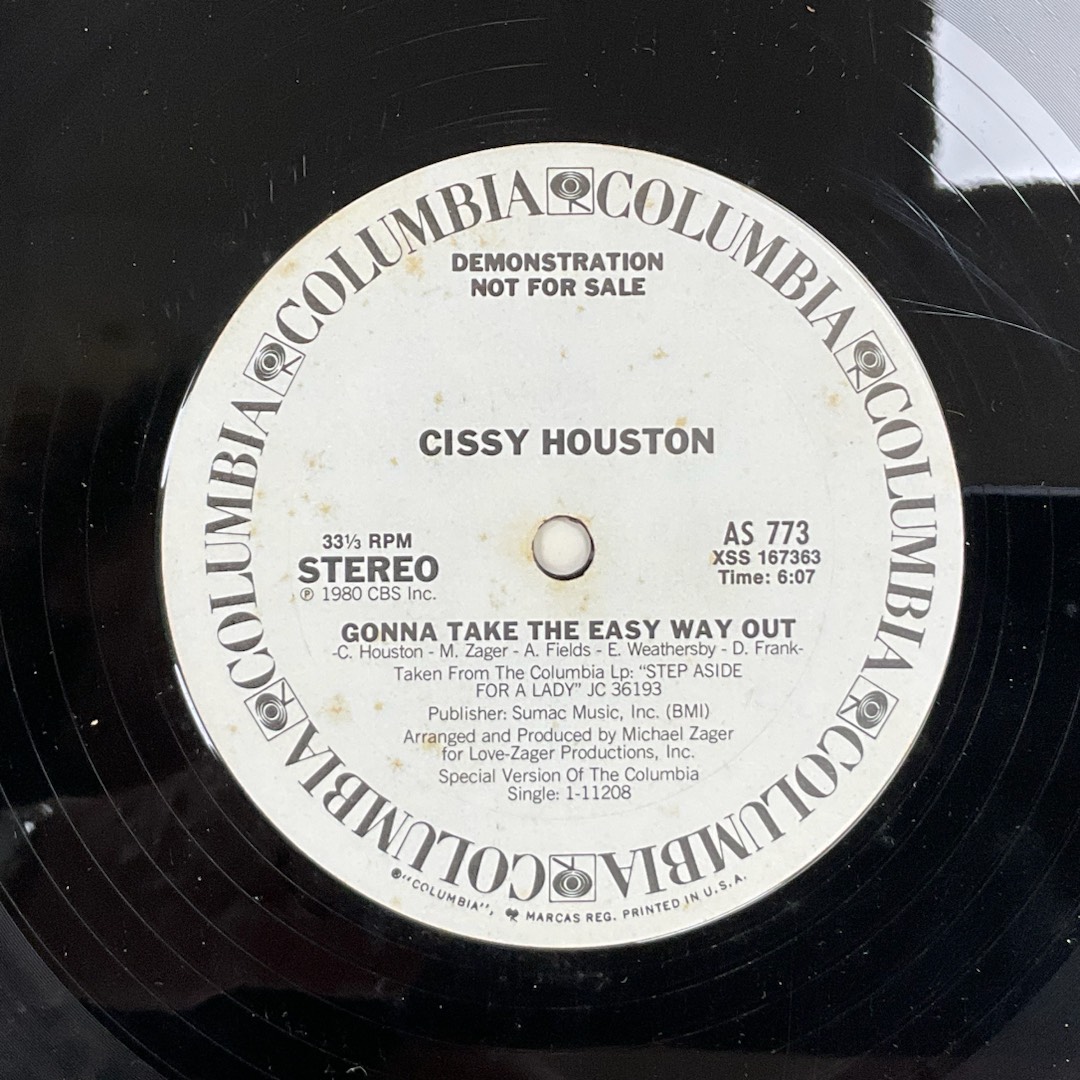 COLUMBIA COLUMBIA COLUMBIA COLUMBIA COLUMBIA COLUMBIA
DEMONSTRATION
NOT FOR SALE
CISSY HOUSTON
33⅓ RPM
STEREO
℗ 1980 CBS Inc.
AS 773
XSS 167363
Time: 6:07
GONNA TAKE THE EASY WAY OUT
-C. Houston - M. Zager - A. Fields - E. Weathersby - D. Frank-
Taken From The Columbia Lp: "STEP ASIDE
FOR A LADY" JC 36193
Publisher: Sumac Music, Inc. (BMI)
Arranged and Produced by Michael Zager
for Love-Zager Productions, Inc.
Special Version Of The Columbia
Single: 1-11208
®"COLUMBIA", MARCAS REG. PRINTED IN U.S.A.